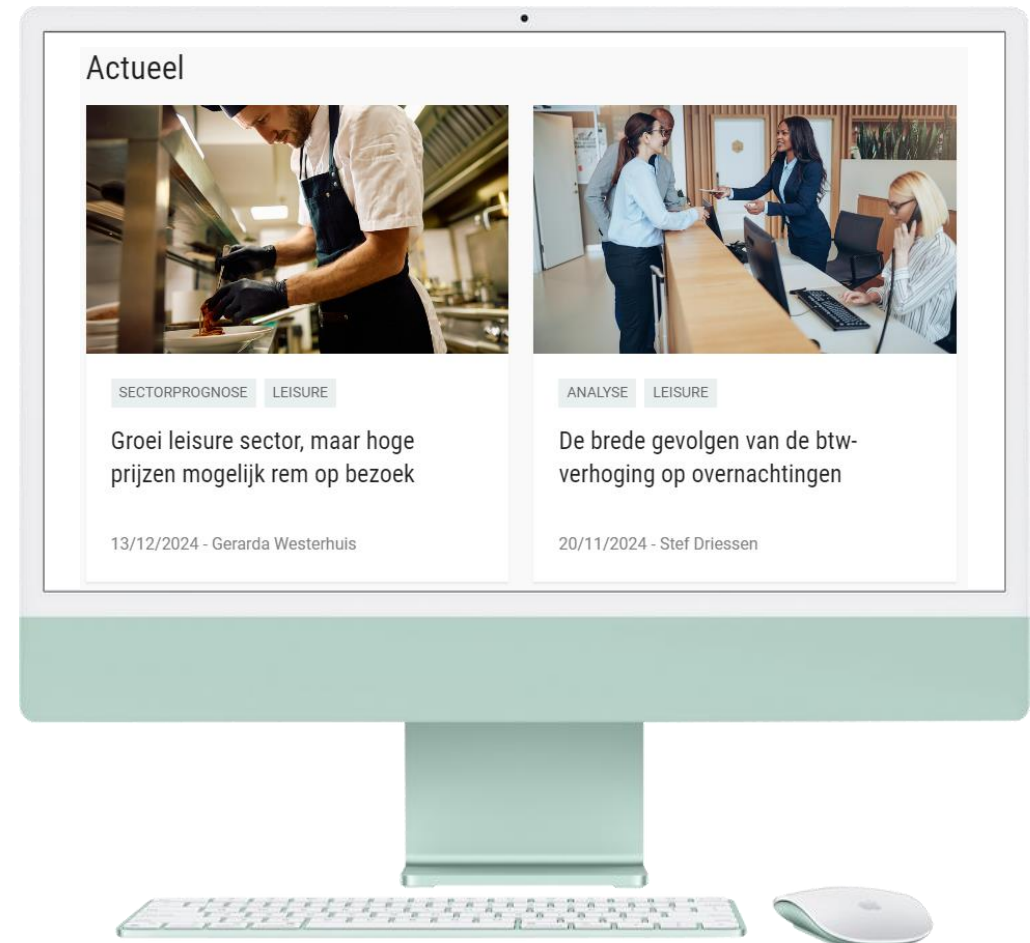 Actueel
SECTORPROGNOSE LEISURE
Groei leisure sector, maar hoge
prijzen mogelijk rem op bezoek
13/12/2024 - Gerarda Westerhuis
ANALYSE LEISURE
De brede gevolgen van de btw-
verhoging op overnachtingen
20/11/2024 - Stef Driessen